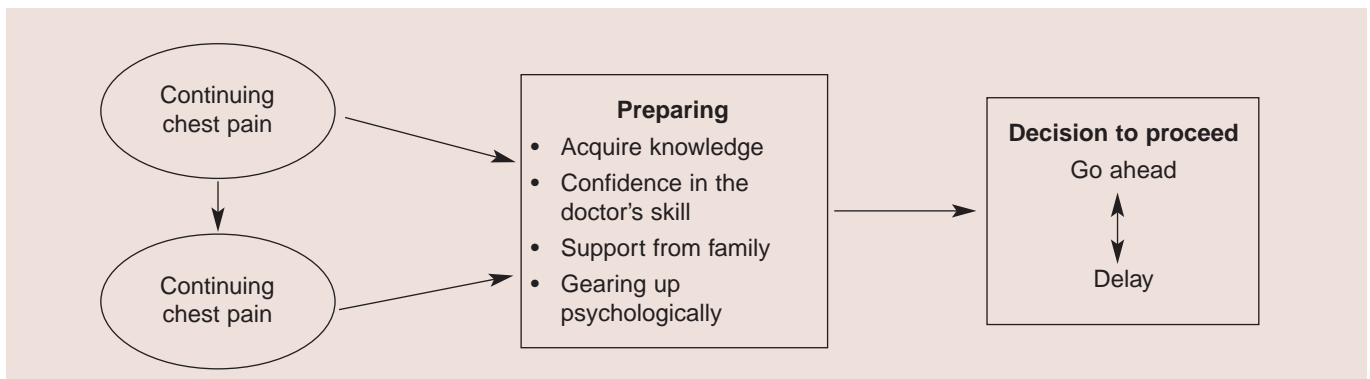 Continuing
chest pain
Continuing
chest pain
Preparing
• Acquire knowledge
• Confidence in the
doctor's skill
• Support from family
• Gearing up
psychologically
Decision to proceed
Go ahead
Delay